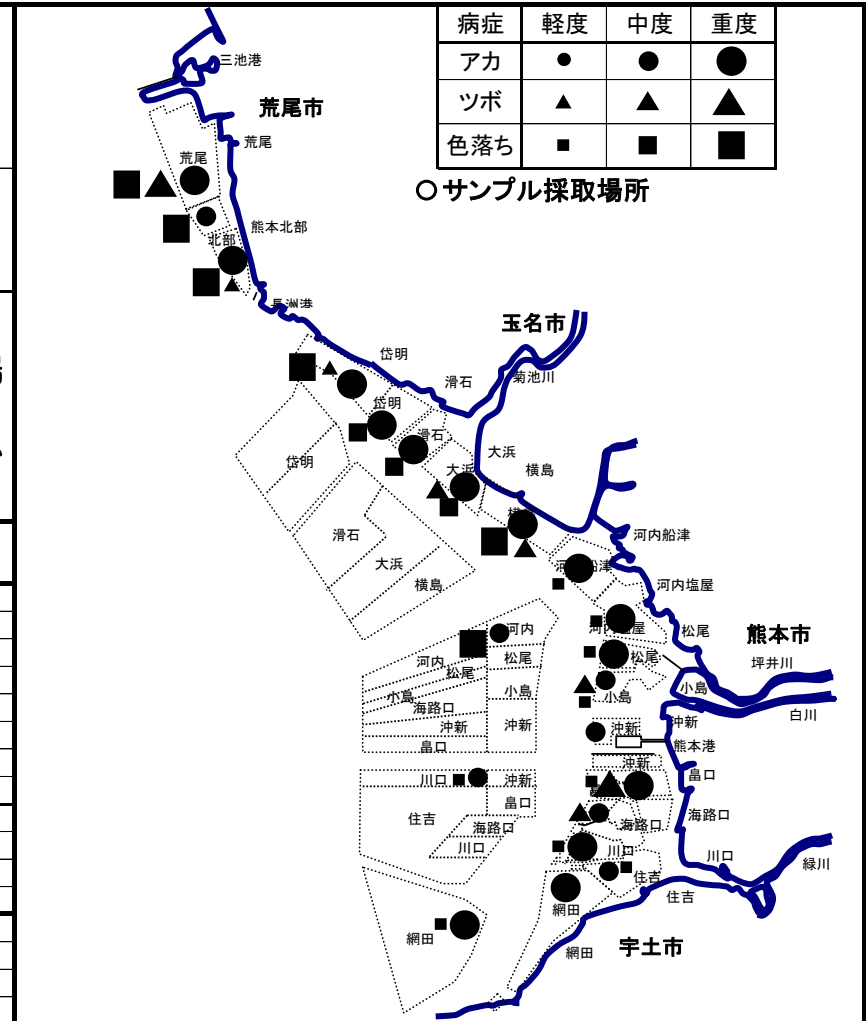 病症 軽度 中度 重度
アカ
ツボ
色落ち
○サンプル採取場所
三池港
荒尾市
荒尾
荒尾
熊本北部
北部
長洲港
玉名市
岱明
滑石
菊池川
岱明
滑石
大浜
大浜
横島
岱明
滑石
大浜
横島
河内船津
河内塩屋
松尾
熊本市
坪井川
小島
白川
松尾
小島
沖新
沖新
熊本港
沖新
畠口
海路口
海路口
川口
川口
緑川
住吉
住吉
網田
網田
宇土市
河内
河内
松尾
松尾
小島
小島
海路口
沖新
沖新
畠口
川口
沖新
畠口
住吉
海路口
川口
網田